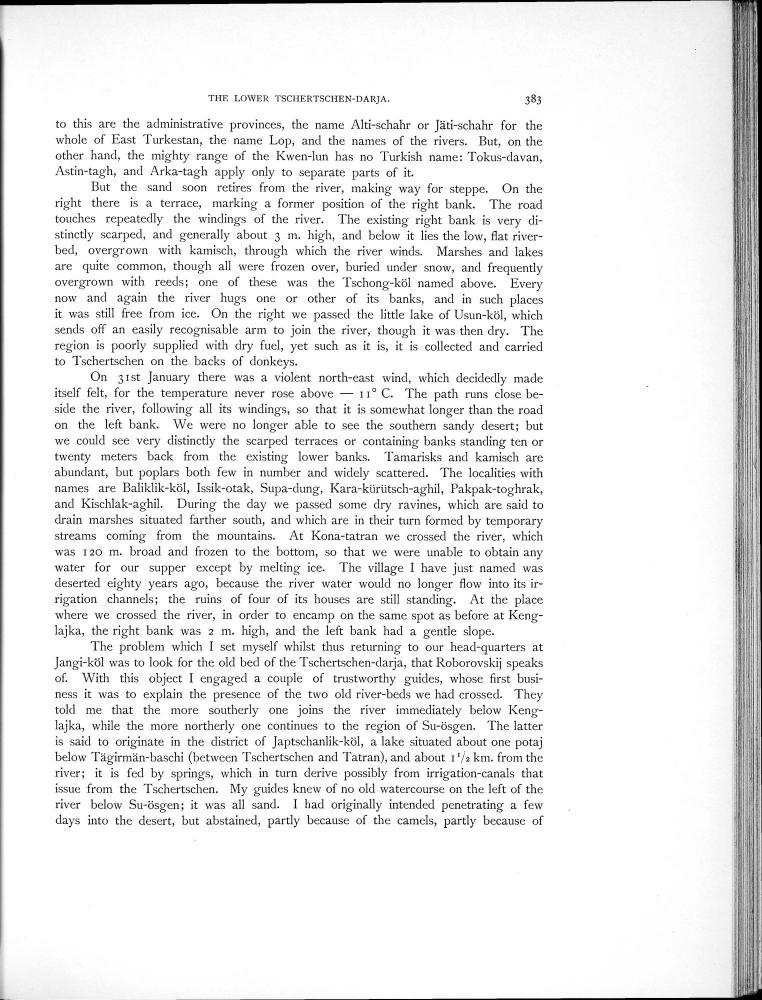 THE LOWER TSCHERTSCHEN-DARJA. 383
to this are the administrative provinces, the name Alti-schahr or Jäti-schahr for the
whole of East Turkestan, the name Lop, and the names of the rivers. But, on the
other hand, the mighty range of the Kwen-lun has no Turkish name: Tokus-davan,
Astin-tagh, and Arka-tagh apply only to separate parts of it.
But the sand soon retires from the river, making way for steppe. On the
right there is a terrace, marking a former position of the right bank. The road
touches repeatedly the windings of the river. The existing right bank is very di-
stinctly scarped, and generally about 3 m. high, and below it lies the low, flat river-
bed, overgrown with kamisch, through which the river winds. Marshes and lakes
are quite common, though all were frozen over, buried under snow, and frequently
overgrown with reeds; one of these was the Tschong-köl named above. Every
now and again the river hugs one or other of its banks, and in such places
it was still free from ice. On the right we passed the little lake of Usun-köl, which
sends off an easily recognisable arm to join the river, though it was then dry. The
region is poorly supplied with dry fuel, yet such as it is, it is collected and carried
to Tschertschen on the backs of donkeys.
On 31st January there was a violent north-east wind, which decidedly made
itself felt, for the temperature never rose above — 11° C. The path runs close be-
side the river, following all its windings, so that it is somewhat longer than the road
on the left bank. We were no longer able to see the southern sandy desert; but
we could see very distinctly the scarped terraces or containing banks standing ten or
twenty meters back from the existing lower banks. Tamarisks and kamisch are
abundant, but poplars both few in number and widely scattered. The localities with
names are Baliklik-köl, Issik-otak, Supa-dung, Kara-kürütsch-aghil, Pakpak-toghrak,
and Kischlak-aghil. During the day we passed some dry ravines, which are said to
drain marshes situated farther south, and which are in their turn formed by temporary
streams coming from the mountains. At Kona-tatran we crossed the river, which
was 120 m. broad and frozen to the bottom, so that we were unable to obtain any
water for our supper except by melting ice. The village I have just named was
deserted eighty years ago, because the river water would no longer flow into its ir-
rigation channels; the ruins of four of its houses are still standing. At the place
where we crossed the river, in order to encamp on the same spot as before at Keng-
lajka, the right bank was 2 m. high, and the left bank had a gentle slope.
The problem which I set myself whilst thus returning to our head-quarters at
Jangi-köl was to look for the old bed of the Tschertschen-darja, that Roborovskij speaks
of. With this object I engaged a couple of trustworthy guides, whose first busi-
ness it was to explain the presence of the two old river-beds we had crossed. They
told me that the more southerly one joins the river immediately below Keng-
lajka, while the more northerly one continues to the region of Su-ösgen. The latter
is said to originate in the district of Japtschanlik-köl, a lake situated about one potaj
below Tägirmän-baschi (between Tschertschen and Tatran), and about 1 1/2 km. from the
river; it is fed by springs, which in turn derive possibly from irrigation-canals that
issue from the Tschertschen. My guides knew of no old watercourse on the left of the
river below Su-ösgen; it was all sand. I had originally intended penetrating a few
days into the desert, but abstained, partly because of the camels, partly because of